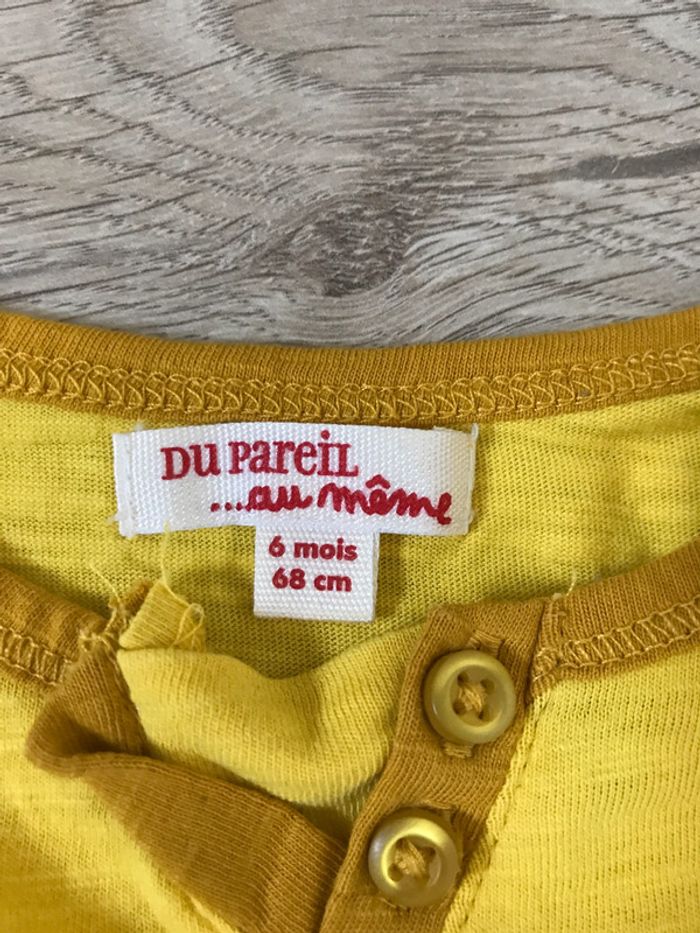 DU PAREIL
...au même
6 mois
68 cm